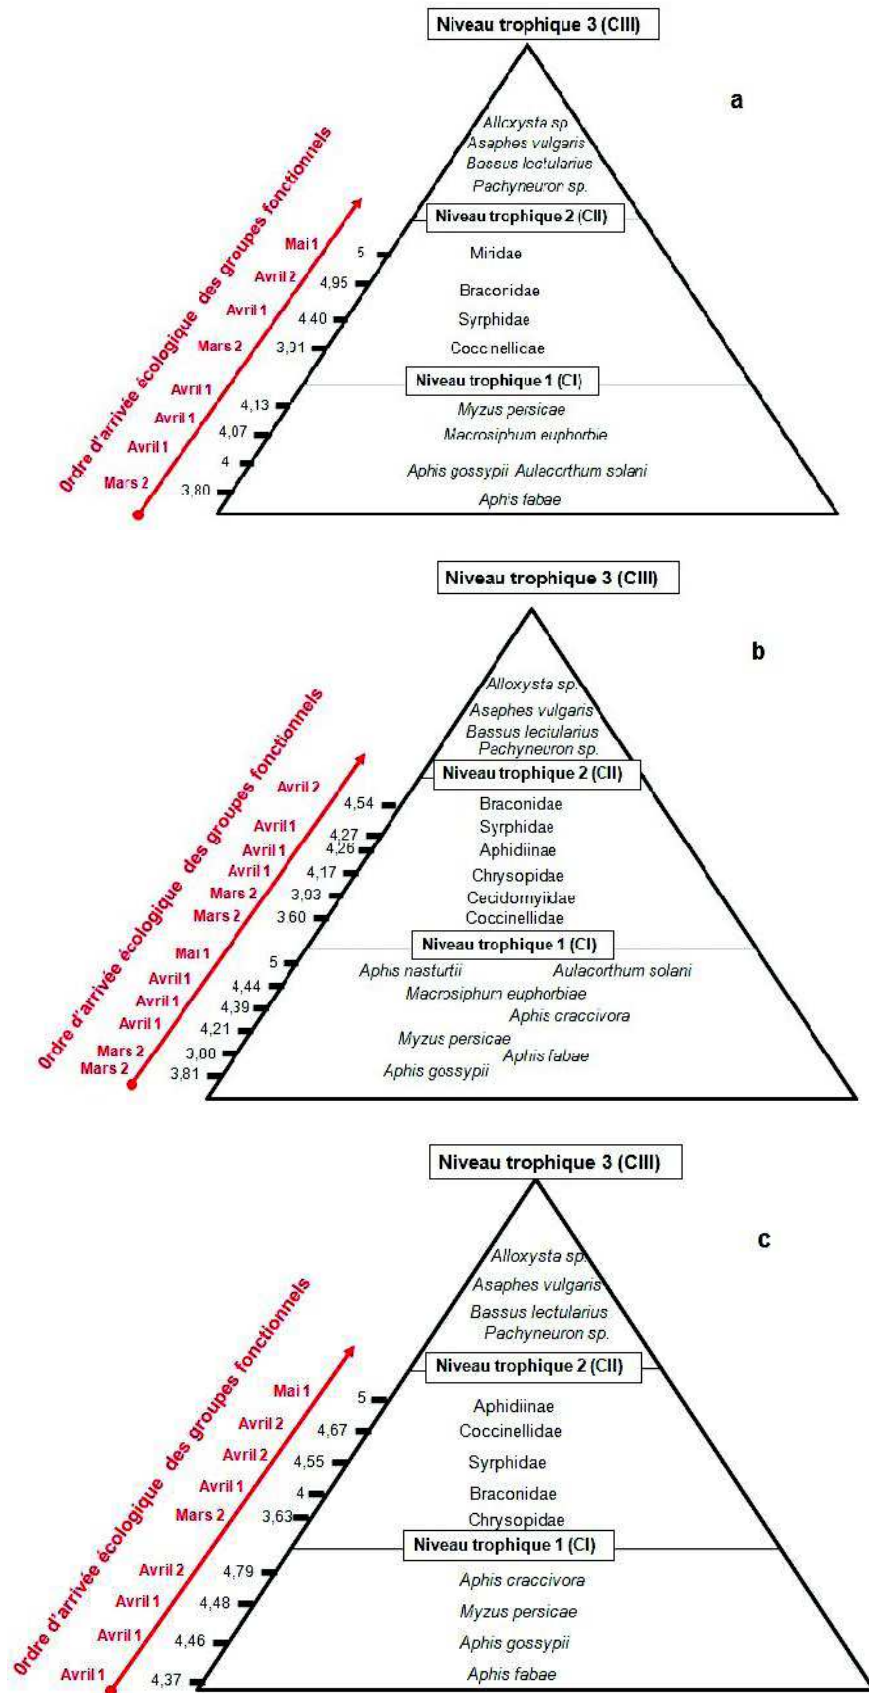 Niveau trophique 3 (CIII)
a
Ordre d'arrivée écologique des groupes fonctionnels
Alloxysta sp
Asaphes vulgaris
Bassus lectularius
Pachyneuron sp.
Niveau trophique 2 (CII)
Mai 1
5
Miridae
Avril 2
4,95
Braconidae
Avril 1
4 40
Syrphidae
Mars 2
3,91
Coccinellicae
Niveau trophique 1 (CI)
Avril 1
4,13
Myzus persicae
Avril 1
4,07
Macrosiphum euphorbie
Avril 1
4
Aphis gossypii Aulacorthum solani
Mars 2
3,80
Aphis fabae
Niveau trophique 3 (CIII)
b
Ordre d'arrivée écologique des groupes fonctionnels
Alloxysta sp.
Asaphes vulgaris
Bassus lectularius
Pachyneuron sp.
Niveau trophique 2 (CII)
Avril 2
4,54
Braconidae
Avril 1
4,27
Syrphidae
Avril 1
4,26
Aphidiinae
Avril 1
4,17
Chrysopidae
Mars 2
3,93
Cecidomyiidae
Mars 2
3 60
Coccinellidae
Niveau trophique 1 (CI)
Mai 1
5
Aphis nasturtii Aulacorthum solani
Avril 1
4,44
Macrosiphum euphorbiae
Avril 1
4,39
Aphis craccivora
Avril 1
4,21
Myzus persicae
Mars 2
Aphis fabae
Mars 2
3,81
Aphis gossypii
Niveau trophique 3 (CIII)
c
Ordre d'arrivée écologique des groupes fonctionnels
Alloxysta sp.
Asaphes vulgaris
Bassus lectularius
Pachyneuron sp.
Niveau trophique 2 (CII)
Mai 1
5
Aphidiinae
Avril 2
4,67
Coccinellidae
Avril 2
4,55
Syrphidae
Avril 1
4
Braconidae
Mars 2
3,63
Chrysopidae
Niveau trophique 1 (CI)
Avril 2
4,79
Aphis craccivora
Avril 1
4,48
Myzus persicae
Avril 1
4,46
Aphis gossypii
Avril 1
4,37
Aphis fabae